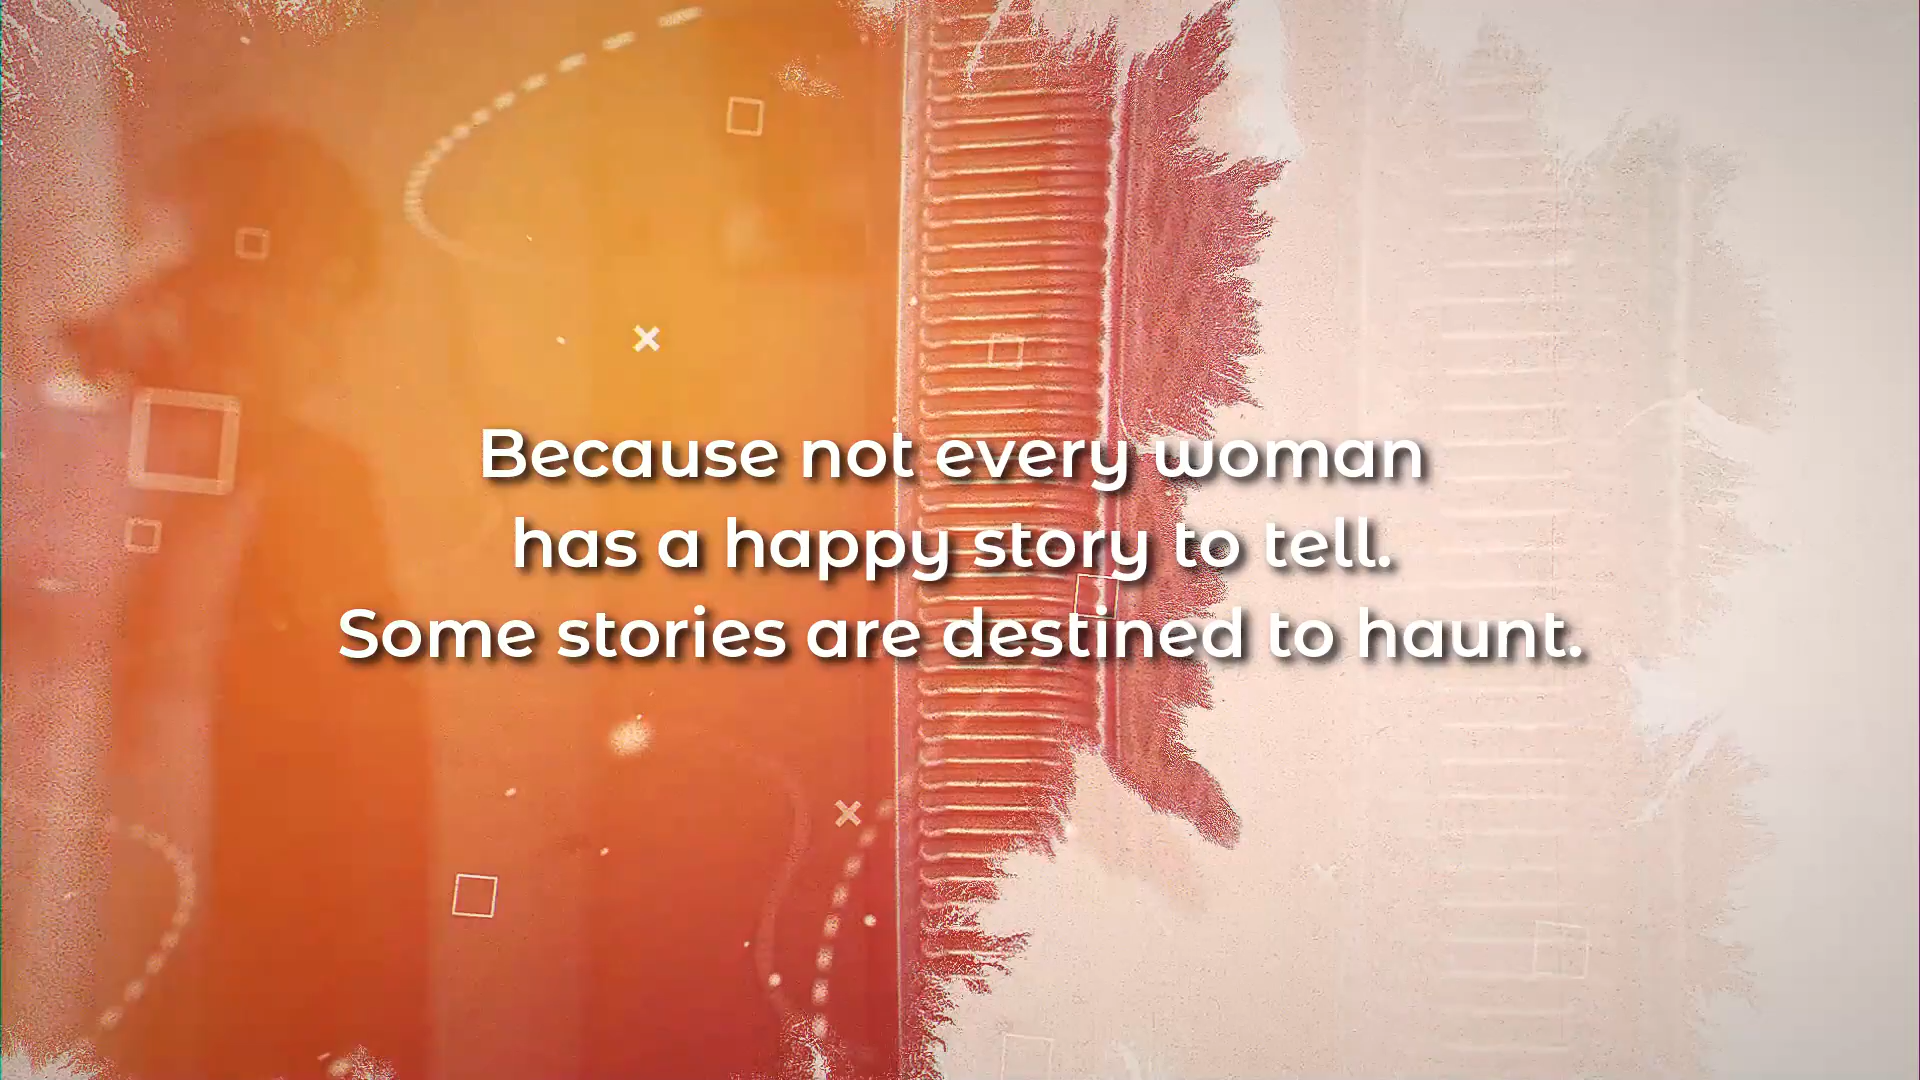 Because not every woman
has a happy story to tell.
Some stories are destined to haunt.